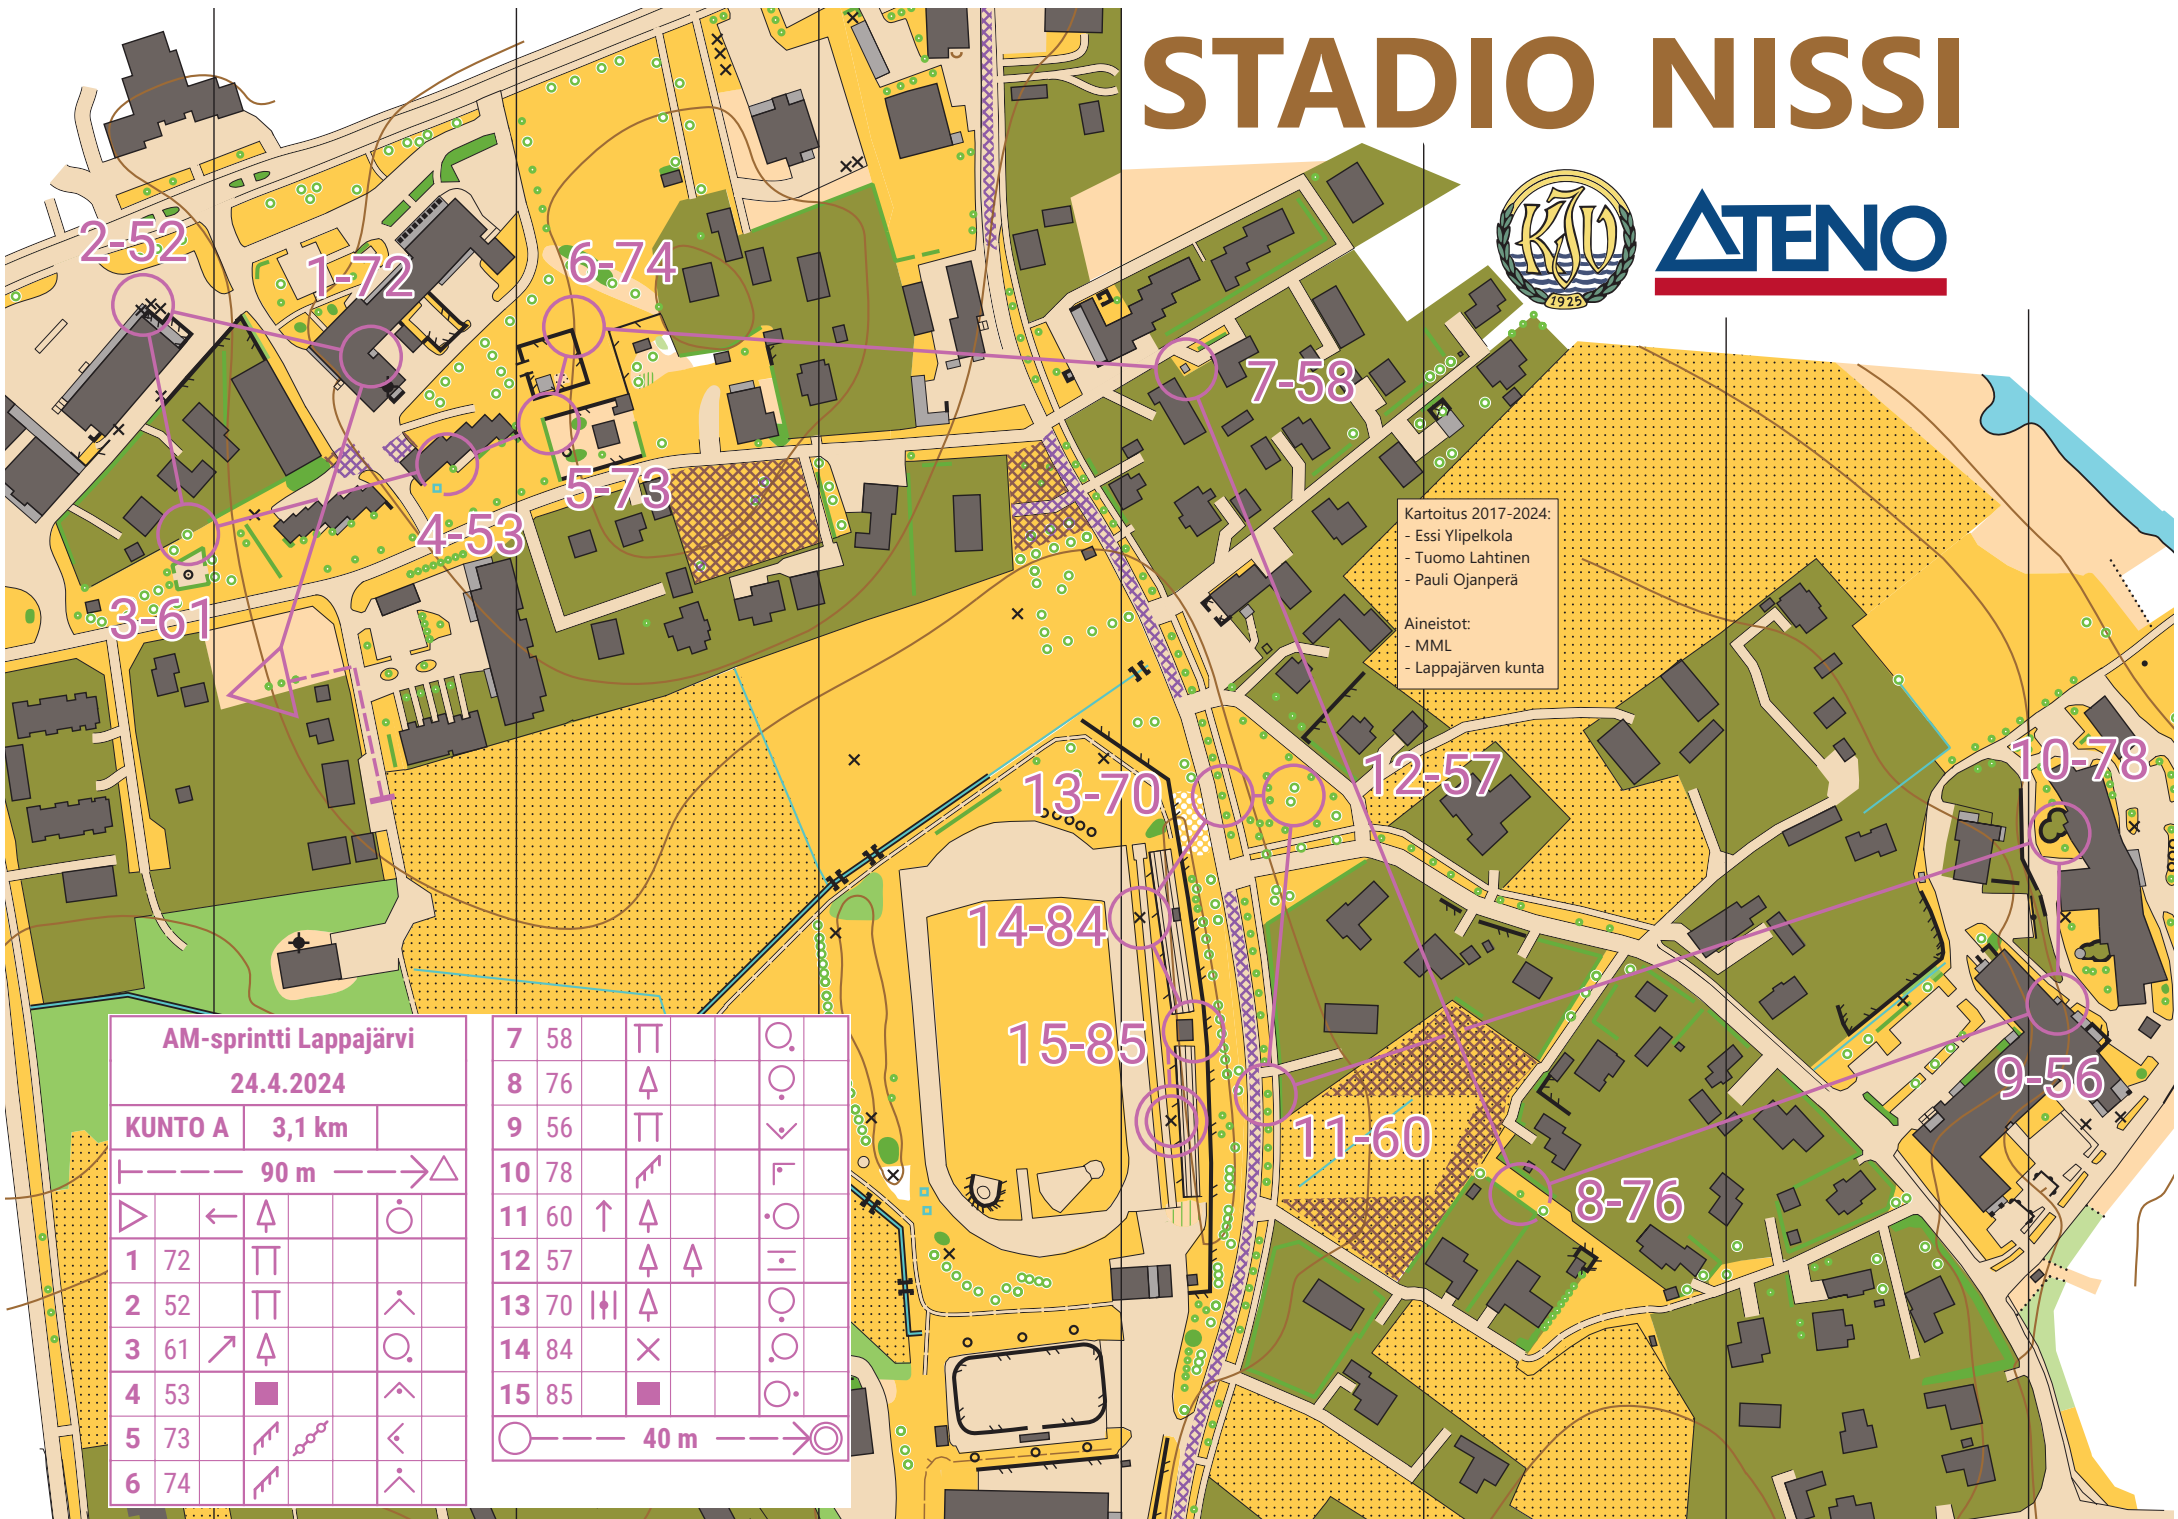 STADIO NISSI
KJV
1925
ATENO
2-52
1-72
6-74
7-58
5-73
4-53
3-61
Kartoitus 2017-2024:
- Essi Ylipelkola
- Tuomo Lahtinen
- Pauli Ojanperä
Aineistot:
- MML
- Lappajärven kunta
13-70
12-57
10-78
14-84
15-85
9-56
11-60
8-76
AM-sprintti Lappajärvi
24.4.2024
KUNTO A 3,1 km
90 m
1 72
2 52
3 61
4 53
5 73
6 74
7 58
8 76
9 56
10 78
11 60
12 57
13 70
14 84
15 85
40 m